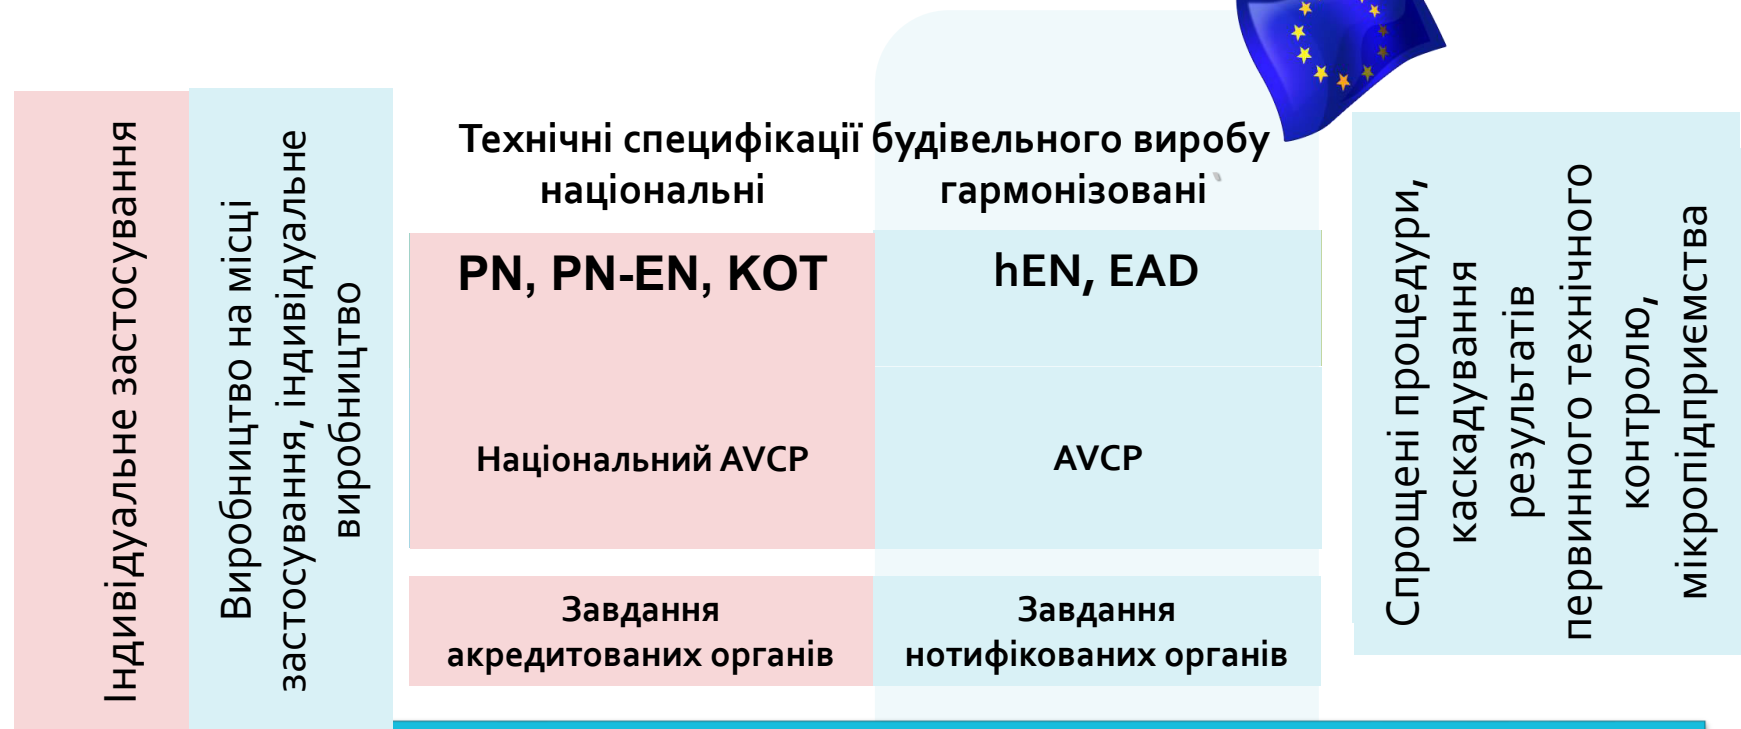 Індивідуальне застосування
Виробництво на місці
застосування, індивідуальне
виробництво
Технічні специфікації будівельного виробу
національні
гармонізовані
PN, PN-EN, KOT
hEN, EAD
Національний AVCP
AVCP
Завдання
акредитованих органів
Завдання
нотифікованих органів
Спрощені процедури,
каскадування
результатів
первинного технічного
контролю,
мікропідприємства